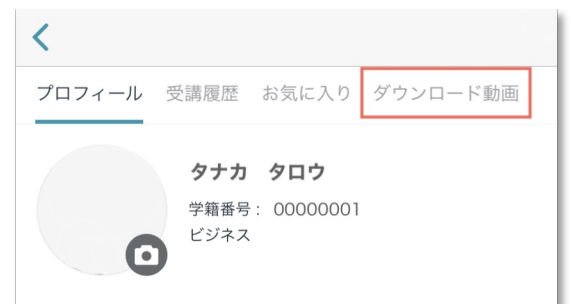 プロフィール 受講履歴 お気に入り ダウンロード動画
タナカ タロウ
学籍番号： 00000001
ビジネス